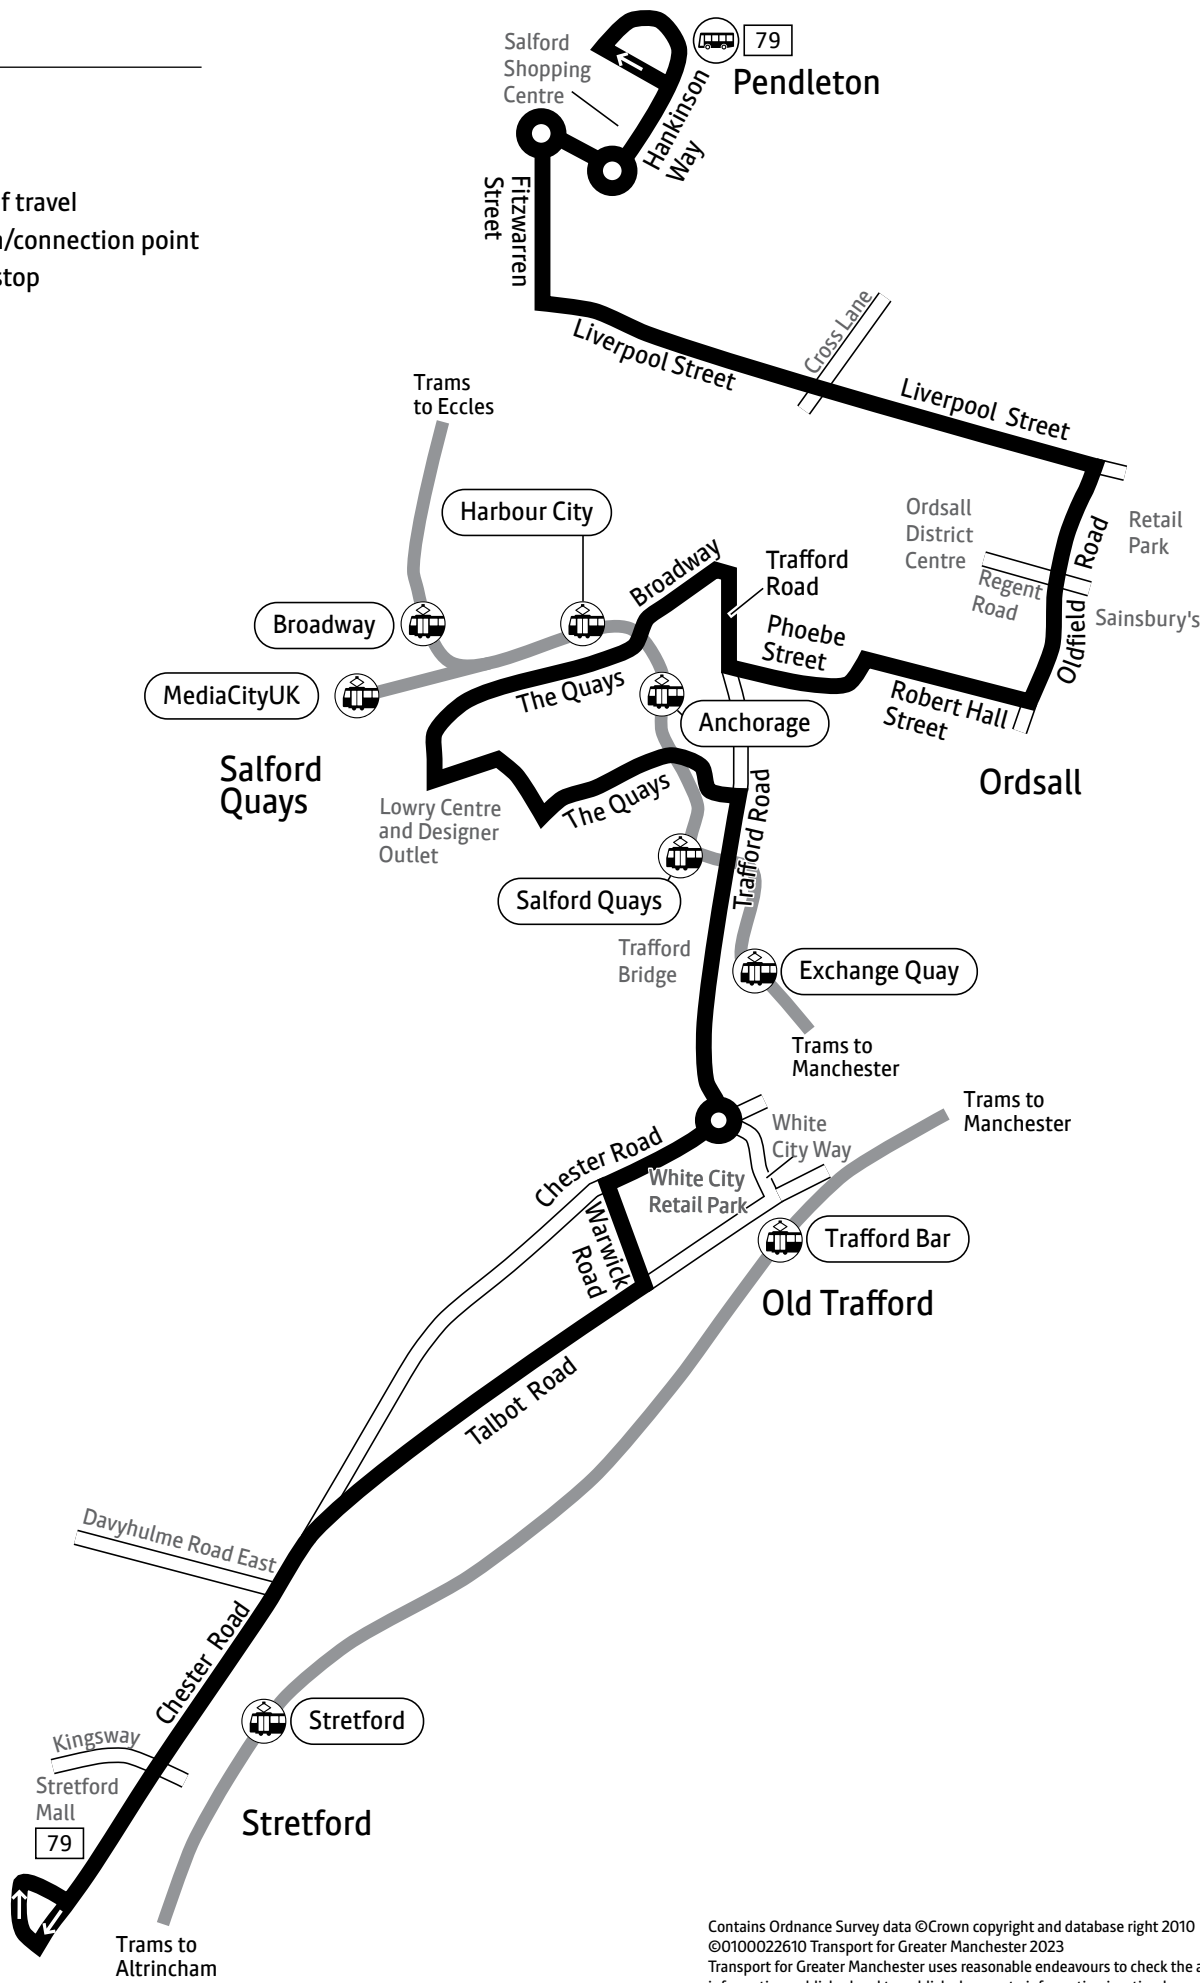 79
Pendleton
Salford
Shopping
Centre
Hankinson
Way
f travel
/connection point
stop
Fitzwarren
Street
Cross Lane
Liverpool Street
Liverpool Street
Trams
to Eccles
Harbour City
Ordsall
District
Centre
Retail
Park
Road
Regent
Road
Sainsbury's
Oldfield
Broadway
Trafford
Road
Phoebe
Street
Broadway
MediaCityUK
The Quays
Robert Hall
Street
Anchorage
Salford
Quays
Ordsall
Lowry Centre
and Designer
Outlet
The Quays
Trafford Road
Salford Quays
Trafford
Bridge
Exchange Quay
Trams to
Manchester
Trams to
Manchester
White
City Way
Chester Road
White City
Retail Park
Warwick
Road
Trafford Bar
Old Trafford
Talbot Road
Davyhulme Road East
Chester Road
Stretford
Kingsway
Stretford
Mall
79
Stretford
Trams to
Altrincham
Contains Ordnance Survey data ©Crown copyright and database right 2010
©0100022610 Transport for Greater Manchester 2023
Transport for Greater Manchester uses reasonable endeavours to check the a